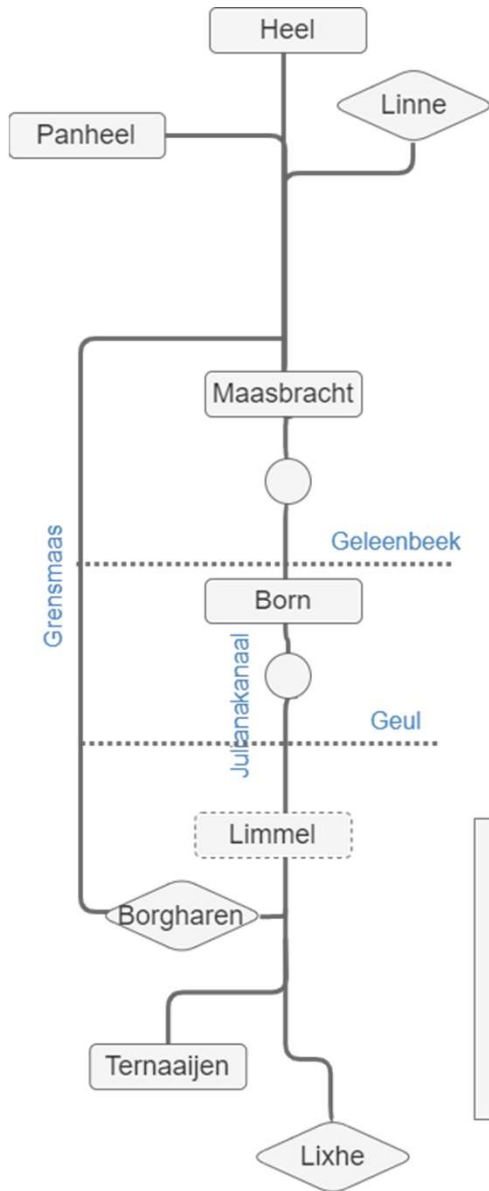 Heel
Linne
Panheel
Maasbracht
Grensmaas
Geleenbeek
Born
Julianakanaal
Geul
Limmel
Borgharen
Ternaaijen
Lixhe